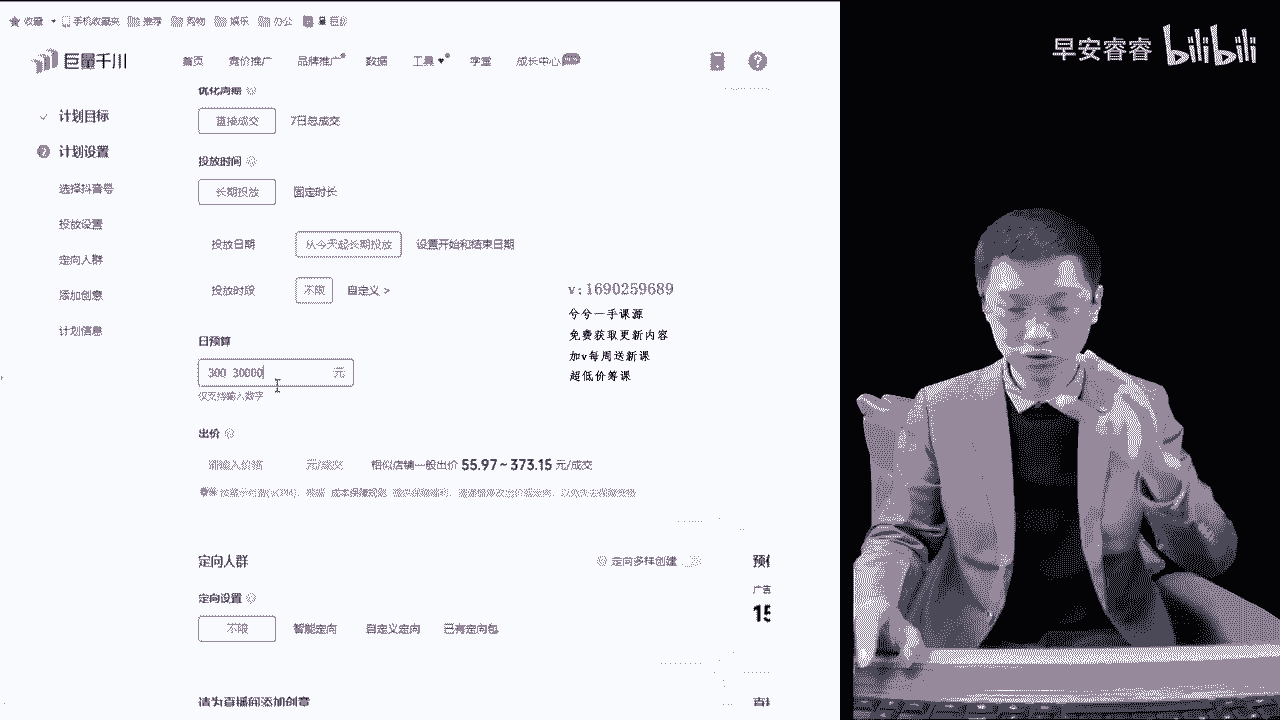 收藏 手机收藏夹 推荐 购物 娱乐 办公
巨量千川 首页 竞价推广 品牌推广 数据 工具 学堂 成长中心
早安睿睿 bilibili
优化周期
计划目标
直接成交 7日总成交
计划设置
投放时间
选择抖音号
长期投放 固定时长
投放设置
投放日期 从今天起长期投放 设置开始和结束日期
定向人群
投放时段 不限 自定义 >
添加创意
计划信息
v:1690259689
兮兮一手课源
免费获取更新内容
加v每周送新课
超低价筹课
日预算
300 30000 元
仅支持输入数字
出价
请输入价格 元/成交 相似店铺一般出价 55.97~373.15 元/成交
定向人群 定向多样创建
定向设置
广告
15
不限 智能定向 自定义定向 已有定向包
请为直播间添加创意